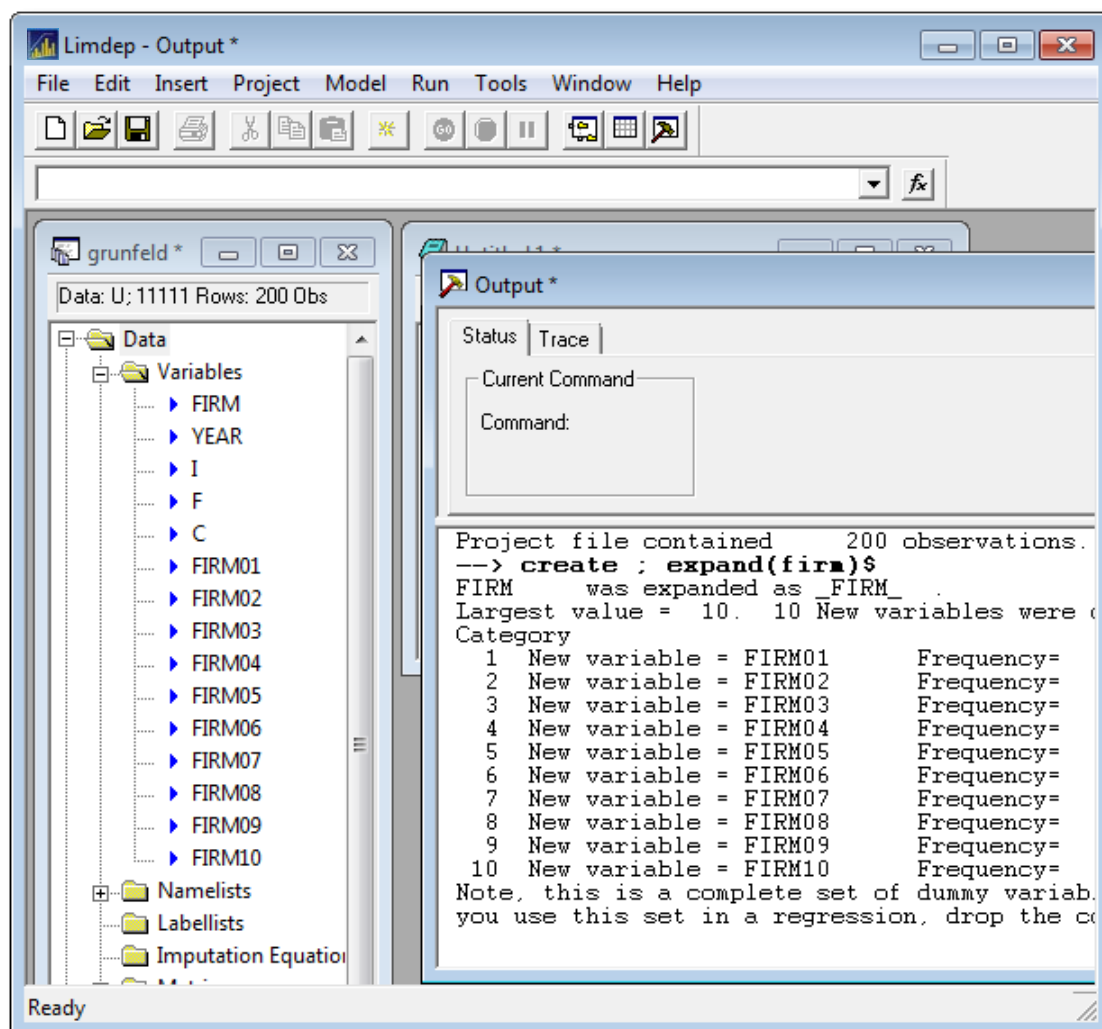 Limdep - Output *
File Edit Insert Project Model Run Tools Window Help
GO
fx
grunfeld *
Data: U; 11111 Rows: 200 Obs
Data
Variables
FIRM
YEAR
I
F
C
FIRM01
FIRM02
FIRM03
FIRM04
FIRM05
FIRM06
FIRM07
FIRM08
FIRM09
FIRM10
Namelists
Labellists
Imputation Equation
Output *
Status Trace
Current Command
Command:
Project file contained 200 observations.
--> create ; expand(firm)$
FIRM was expanded as _FIRM_ .
Largest value = 10. 10 New variables were
Category
1 New variable = FIRM01 Frequency=
2 New variable = FIRM02 Frequency=
3 New variable = FIRM03 Frequency=
4 New variable = FIRM04 Frequency=
5 New variable = FIRM05 Frequency=
6 New variable = FIRM06 Frequency=
7 New variable = FIRM07 Frequency=
8 New variable = FIRM08 Frequency=
9 New variable = FIRM09 Frequency=
10 New variable = FIRM10 Frequency=
Note, this is a complete set of dummy variab
you use this set in a regression, drop the
Ready